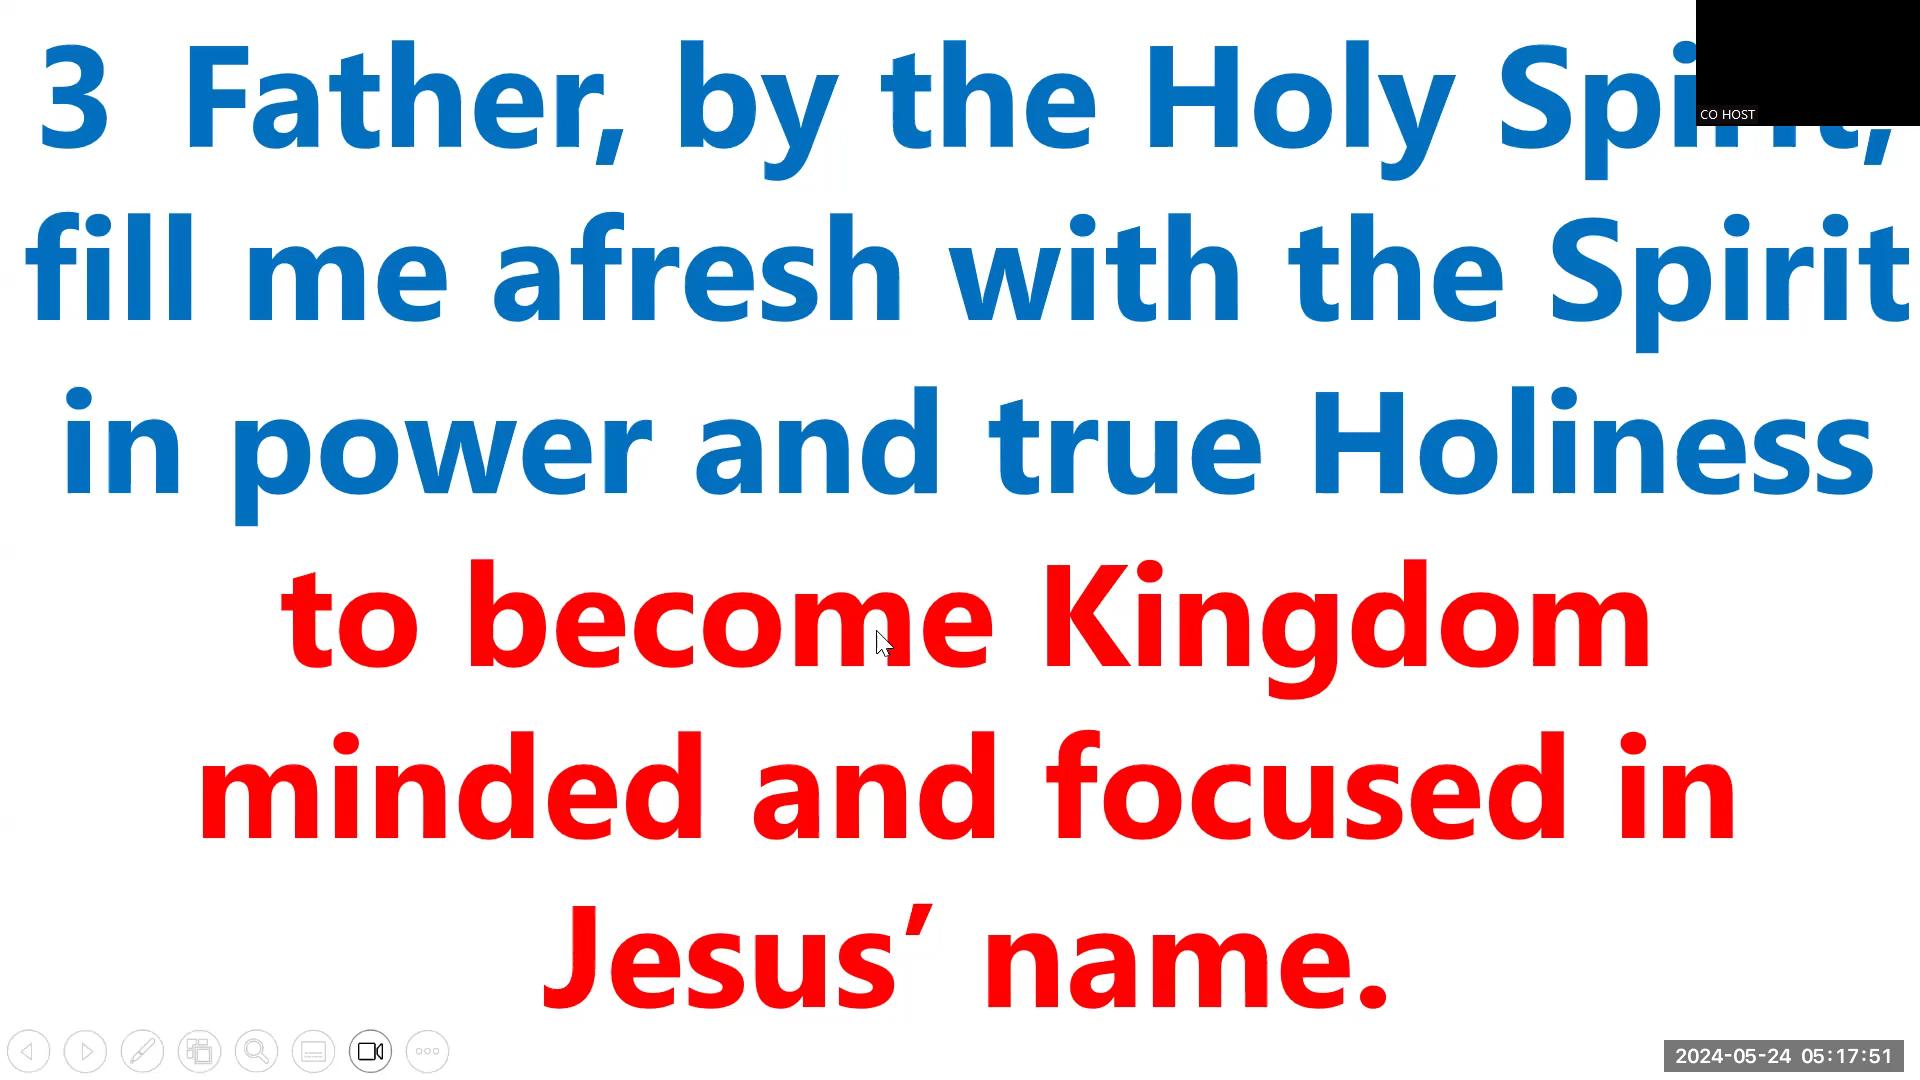 3 Father, by the Holy Spirit,
CO HOST
fill me afresh with the Spirit
in power and true Holiness
to become Kingdom
minded and focused in
Jesus’ name.
2024-05-24 05:17:51